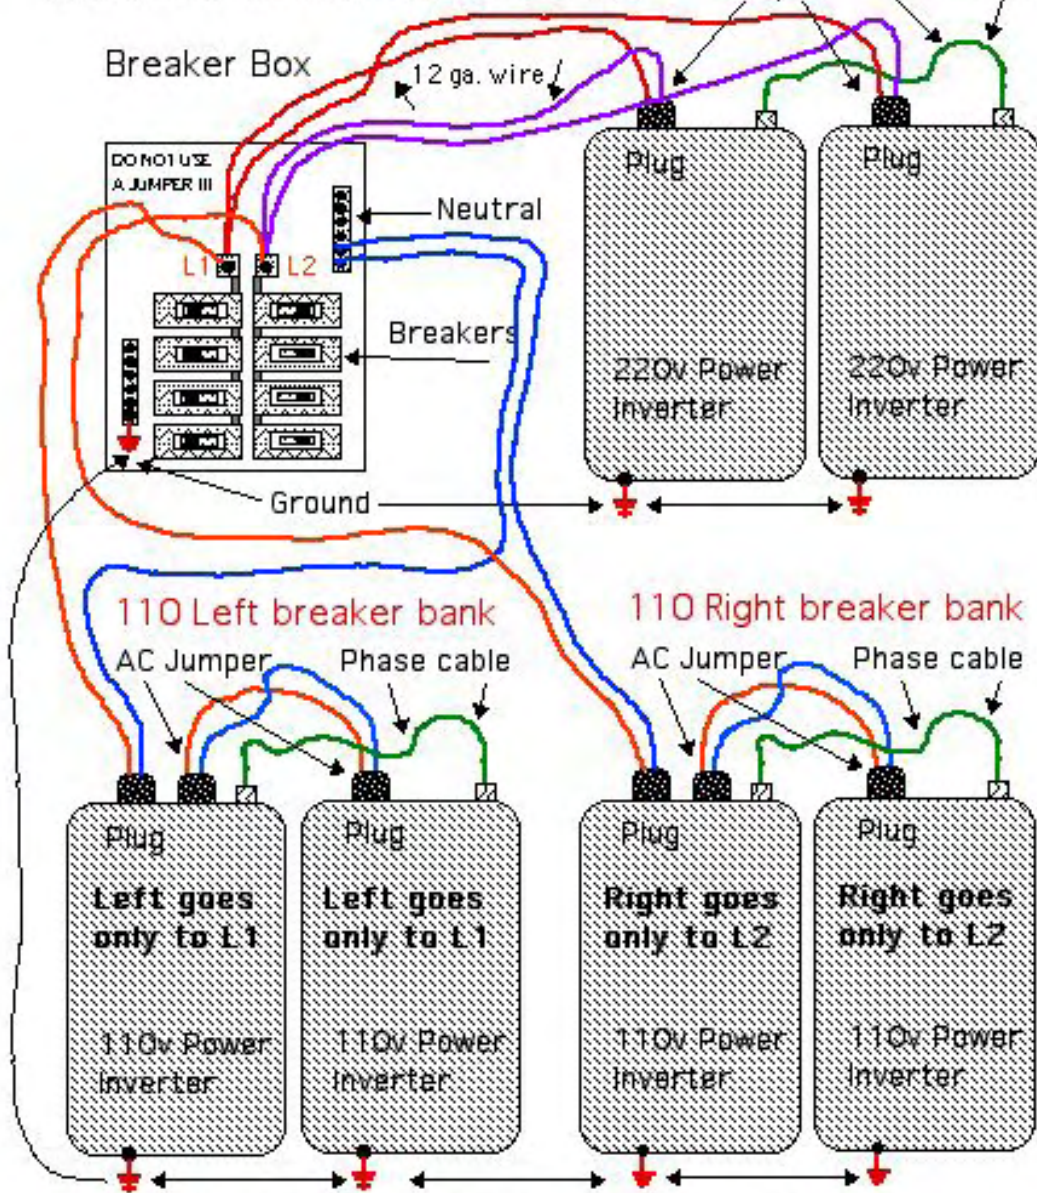 Breaker Box
12 ga. wire
DO NOT USE
A JUMPER !!!
Plug
Plug
Neutral
L1
L2
Breakers
220v Power
Inverter
220v Power
Inverter
Ground
110 Left breaker bank
110 Right breaker bank
AC Jumper
Phase cable
AC Jumper
Phase cable
Plug
Plug
Plug
Plug
Left goes
only to L1
Left goes
only to L1
Right goes
only to L2
Right goes
only to L2
110v Power
Inverter
110v Power
Inverter
110v Power
Inverter
110v Power
Inverter